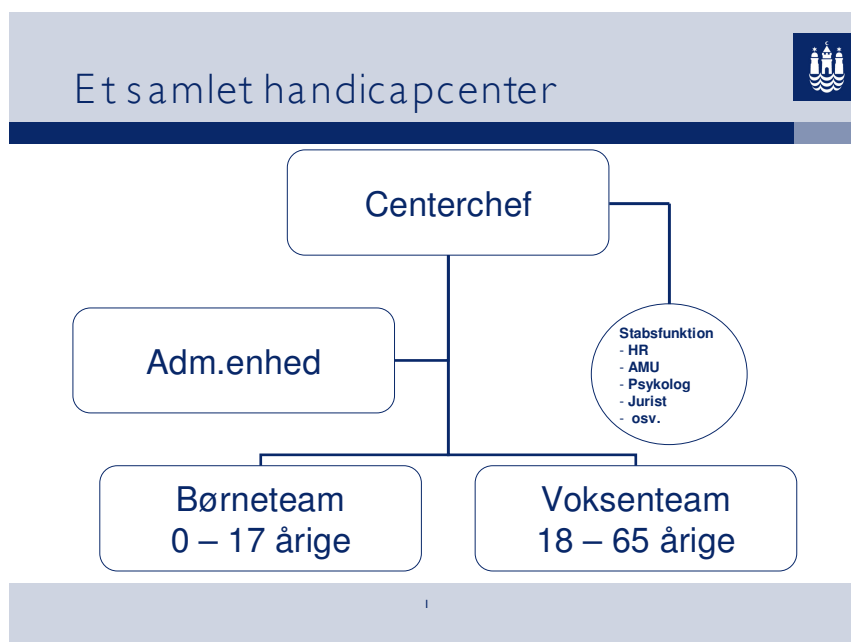 Et samlet handicapcenter
Centerchef
Adm.enhed
Stabsfunktion
- HR
- AMU
- Psykolog
- Jurist
- osv.
Børneteam
0 – 17 årige
Voksenteam
18 – 65 årige
1